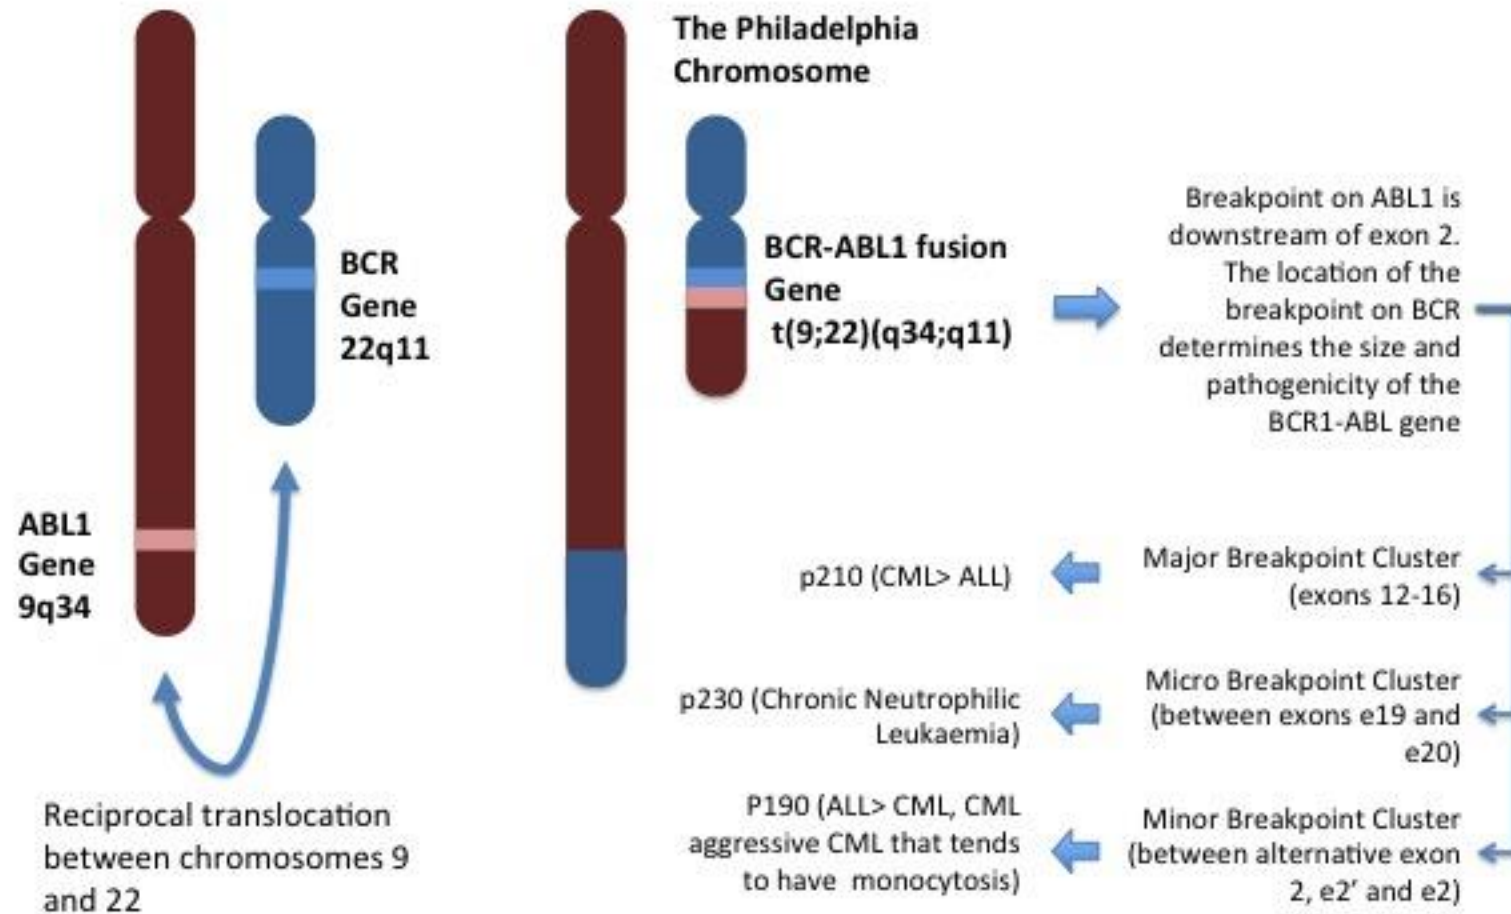 The Philadelphia
Chromosome
BCR
Gene
22q11
ABL1
Gene
9q34
Reciprocal translocation
between chromosomes 9
and 22
BCR-ABL1 fusion
Gene
t(9;22)(q34;q11)
Breakpoint on ABL1 is
downstream of exon 2.
The location of the
breakpoint on BCR
determines the size and
pathogenicity of the
BCR1-ABL gene
Major Breakpoint Cluster
(exons 12-16)
p210 (CML> ALL)
Micro Breakpoint Cluster
(between exons e19 and
e20)
p230 (Chronic Neutrophilic
Leukaemia)
Minor Breakpoint Cluster
(between alternative exon
2, e2’ and e2)
P190 (ALL> CML, CML
aggressive CML that tends
to have monocytosis)